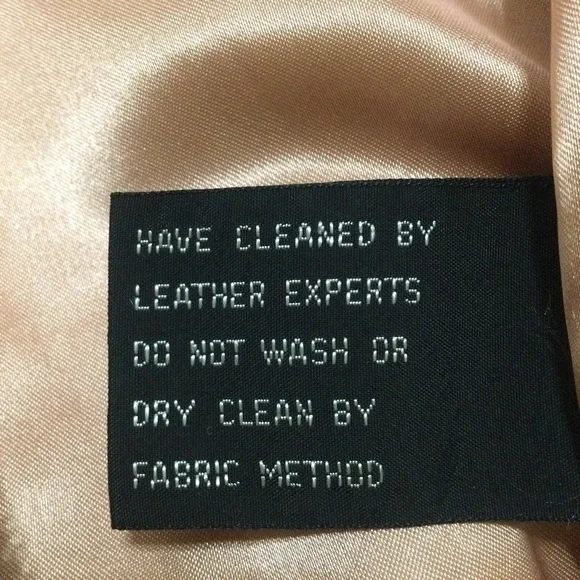 HAVE CLEANED BY
LEATHER EXPERTS
DO NOT WASH OR
DRY CLEAN BY
FABRIC METHOD